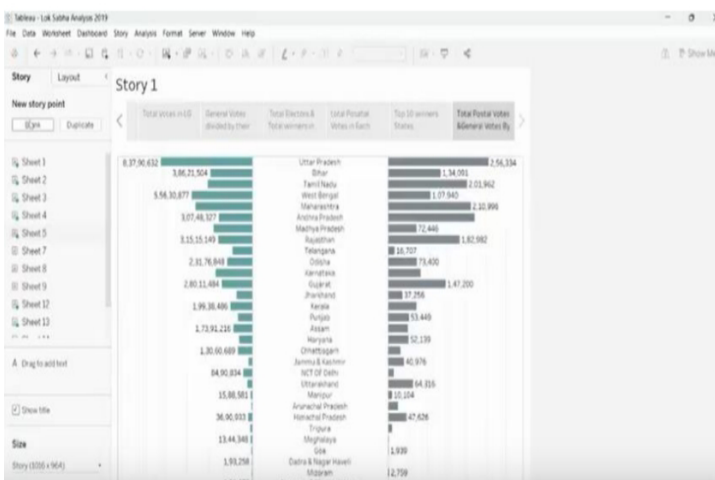 Tableau - Lok Sabha Analysis 2019
File Data Worksheet Dashboard Story Analysis Format Server Window Help
Show Me
Story Layout
Story 1
New story point
Blank Duplicate
Total Votes in LS
General Votes divided by their
Total Electors & Total winners in
Total Postal Votes in Each
Top 10 winners States
Total Postal Votes &General Votes By
Sheet 1
Sheet 2
Sheet 3
Sheet 4
Sheet 5
Sheet 7
Sheet 8
Sheet 9
Sheet 12
Sheet 13
A Drag to add text
Show title
Size
Story (1016 x 964)
8,37,90,632 Uttar Pradesh 2,56,334
3,86,21,504 Bihar 1,34,091
Tamil Nadu 2,01,962
5,56,30,877 West Bengal 1,07,940
Maharashtra 2,10,996
3,07,48,327 Andhra Pradesh
Madhya Pradesh 72,446
3,15,15,149 Rajasthan 1,82,982
Telangana 16,707
2,31,76,848 Odisha 73,400
Karnataka
2,80,11,484 Gujarat 1,47,200
Jharkhand 37,256
1,99,38,486 Kerala
Punjab 53,449
1,73,91,216 Assam
Haryana 52,139
1,30,60,669 Chhattisgarh
Jammu & Kashmir 40,976
84,90,934 NCT OF Delhi
Uttarakhand 64,316
15,88,581 Manipur 10,104
Arunachal Pradesh
36,90,933 Himachal Pradesh 47,626
Tripura
13,44,346 Meghalaya
Goa 1,939
1,93,258 Dadra & Nagar Haveli
Mizoram 2,759